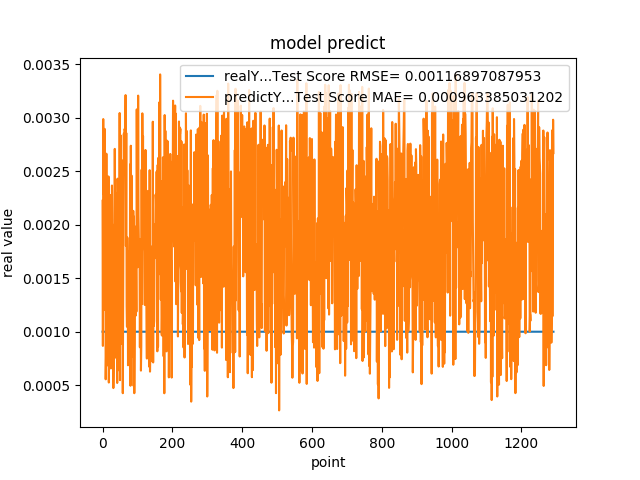 model predict
realY...Test Score RMSE= 0.00116897087953
predictY...Test Score MAE= 0.000963385031202
0.0035
0.0030
0.0025
0.0020
0.0015
0.0010
0.0005
real value
0 200 400 600 800 1000 1200
point